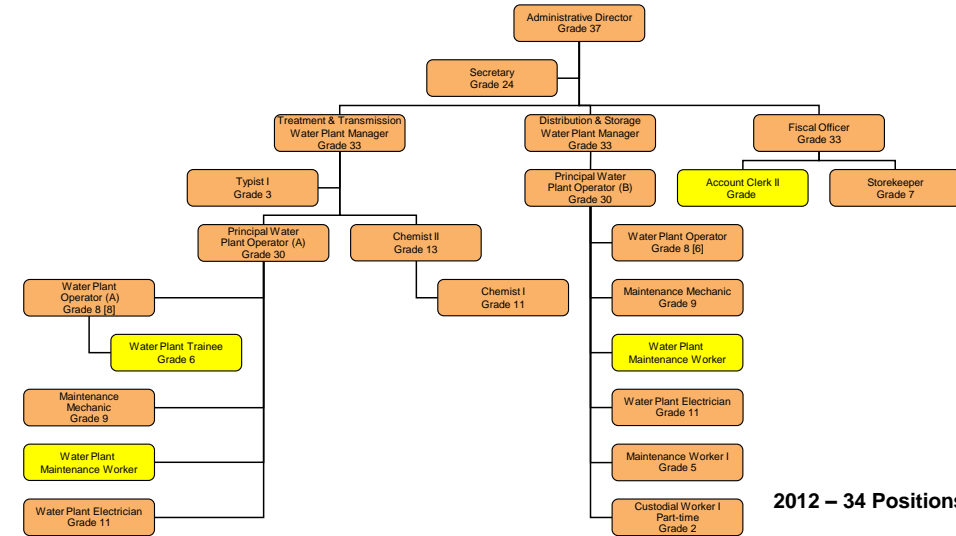 Administrative Director
Grade 37
Secretary
Grade 24
Treatment & Transmission
Water Plant Manager
Grade 33
Distribution & Storage
Water Plant Manager
Grade 33
Fiscal Officer
Grade 33
Typist I
Grade 3
Principal Water
Plant Operator (B)
Grade 30
Account Clerk II
Grade
Storekeeper
Grade 7
Principal Water
Plant Operator (A)
Grade 30
Chemist II
Grade 13
Water Plant Operator
Grade 8 [6]
Water Plant
Operator (A)
Grade 8 [8]
Chemist I
Grade 11
Maintenance Mechanic
Grade 9
Water Plant Trainee
Grade 6
Water Plant
Maintenance Worker
Maintenance
Mechanic
Grade 9
Water Plant Electrician
Grade 11
Water Plant
Maintenance Worker
Maintenance Worker I
Grade 5
Water Plant Electrician
Grade 11
Custodial Worker I
Part-time
Grade 2
2012 – 34 Positions